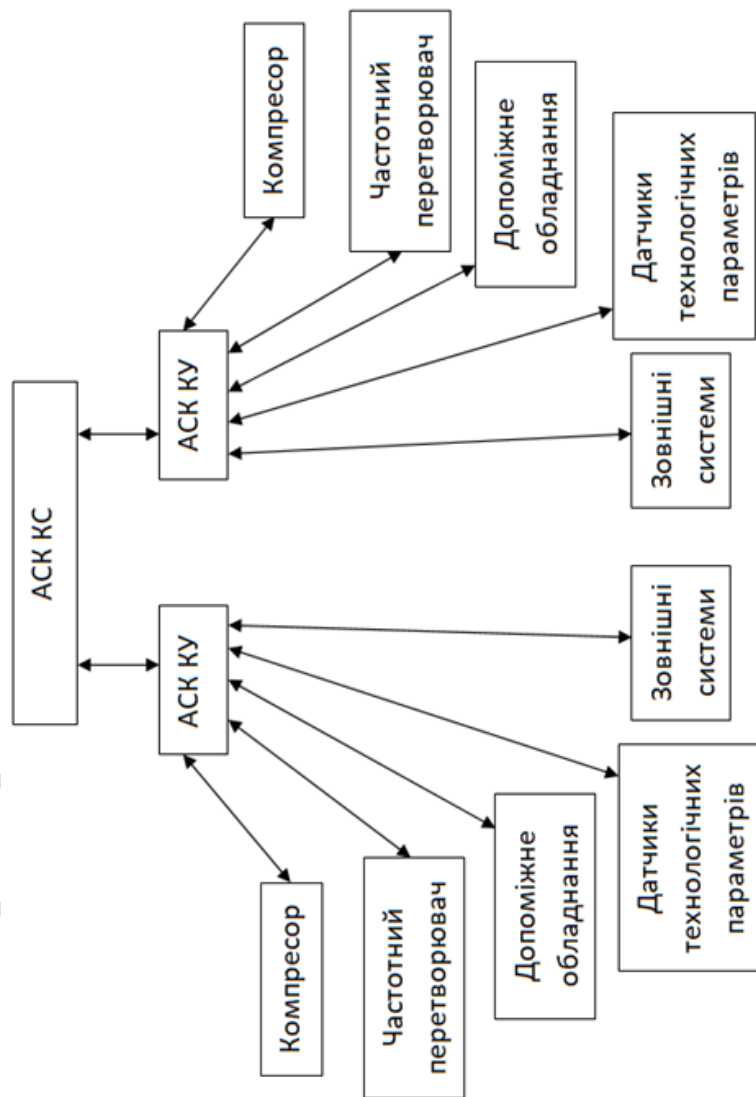 АСК КС
АСК КУ
АСК КУ
Компресор
Частотний
перетворювач
Допоміжне
обладнання
Датчики
технологічних
параметрів
Зовнішні
системи
Зовнішні
системи
Датчики
технологічних
параметрів
Допоміжне
обладнання
Частотний
перетворювач
Компресор